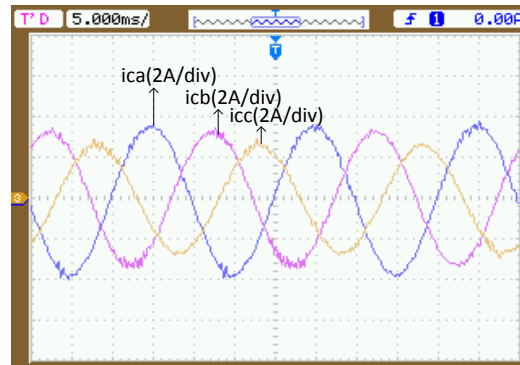 T'D 5.000ms/ T 1 0.00A
T
ica(2A/div)
icb(2A/div)
icc(2A/div)